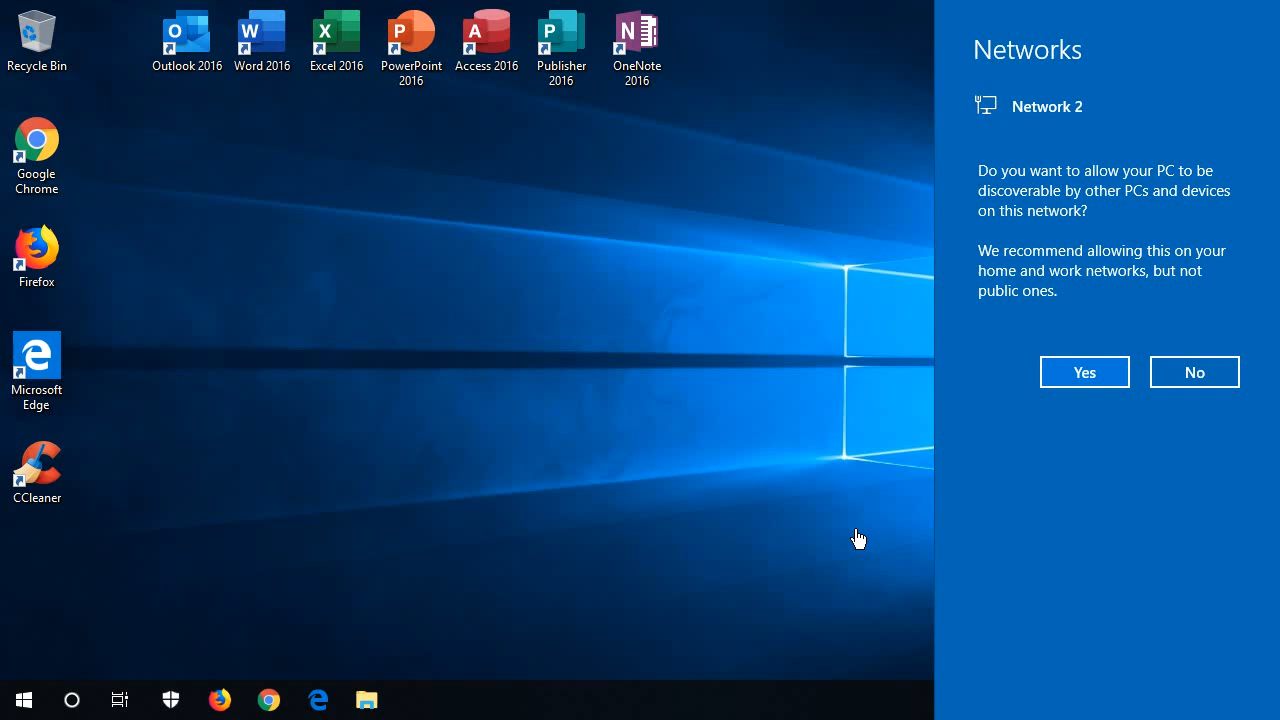 Recycle Bin
Outlook 2016
Word 2016
Excel 2016
PowerPoint
2016
Access 2016
Publisher
2016
OneNote
2016
Google
Chrome
Firefox
Microsoft
Edge
CCleaner
Networks
Network 2
Do you want to allow your PC to be
discoverable by other PCs and devices
on this network?
We recommend allowing this on your
home and work networks, but not
public ones.
Yes
No